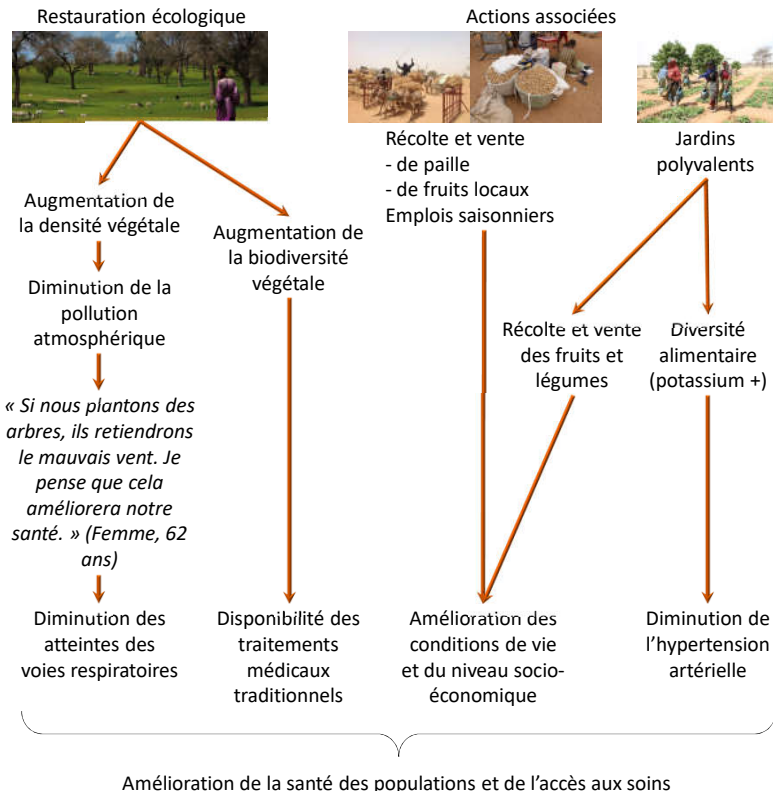 Restauration écologique
Actions associées
Récolte et vente
- de paille
- de fruits locaux
Emplois saisonniers
Jardins
polyvalents
Augmentation de
la densité végétale
Augmentation de
la biodiversité
végétale
Diminution de la
pollution
atmosphérique
Récolte et vente
des fruits et
légumes
Diversité
alimentaire
(potassium +)
« Si nous plantons des
arbres, ils retiendrons
le mauvais vent. Je
pense que cela
améliorera notre
santé. » (Femme, 62
ans)
Diminution des
atteintes des
voies respiratoires
Disponibilité des
traitements
médicaux
traditionnels
Amélioration des
conditions de vie
et du niveau socio-
économique
Diminution de
l’hypertension
artérielle
Amélioration de la santé des populations et de l’accès aux soins